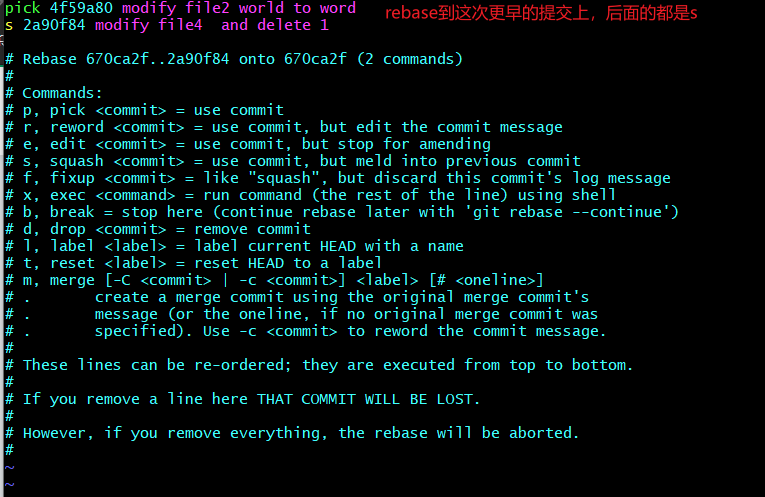 pick 4f59a80 modify file2 world to word
rebase到这次更早的提交上，后面的都是s
s 2a90f84 modify file4  and delete 1
# Rebase 670ca2f..2a90f84 onto 670ca2f (2 commands)
#
# Commands:
# p, pick <commit> = use commit
# r, reword <commit> = use commit, but edit the commit message
# e, edit <commit> = use commit, but stop for amending
# s, squash <commit> = use commit, but meld into previous commit
# f, fixup <commit> = like "squash", but discard this commit's log message
# x, exec <command> = run command (the rest of the line) using shell
# b, break = stop here (continue rebase later with 'git rebase --continue')
# d, drop <commit> = remove commit
# l, label <label> = label current HEAD with a name
# t, reset <label> = reset HEAD to a label
# m, merge [-C <commit> | -c <commit>] <label> [# <oneline>]
# .       create a merge commit using the original merge commit's
# .       message (or the oneline, if no original merge commit was
# .       specified). Use -c <commit> to reword the commit message.
#
# These lines can be re-ordered; they are executed from top to bottom.
#
# If you remove a line here THAT COMMIT WILL BE LOST.
#
# However, if you remove everything, the rebase will be aborted.
#
~
~